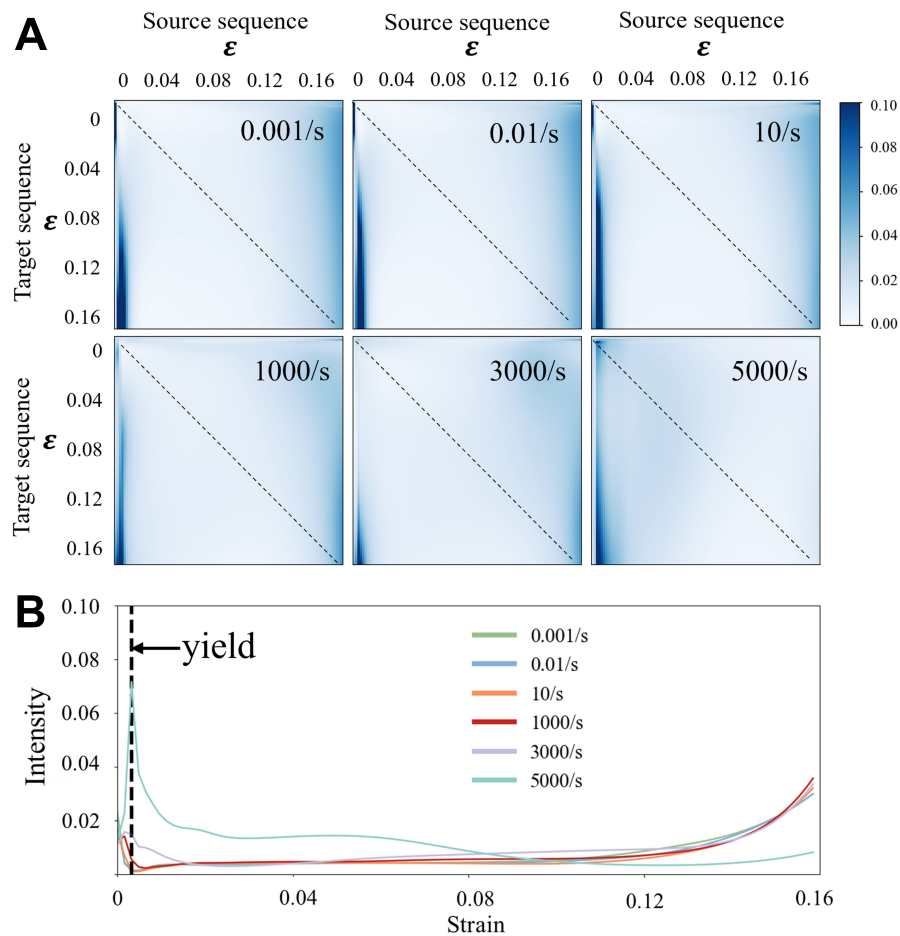 A
Source sequence Source sequence Source sequence
ε ε ε
0 0.04 0.08 0.12 0.16 0 0.04 0.08 0.12 0.16 0 0.04 0.08 0.12 0.16
Target sequence ε
0
0.04
0.08
0.12
0.16
0.001/s 0.01/s 10/s
0.10
0.08
0.06
0.04
0.02
0.00
Target sequence ε
0
0.04
0.08
0.12
0.16
1000/s 3000/s 5000/s
B
Intensity
0.10
0.08
0.06
0.04
0.02
yield
0.001/s
0.01/s
10/s
1000/s
3000/s
5000/s
0 0.04 0.08 0.12 0.16
Strain